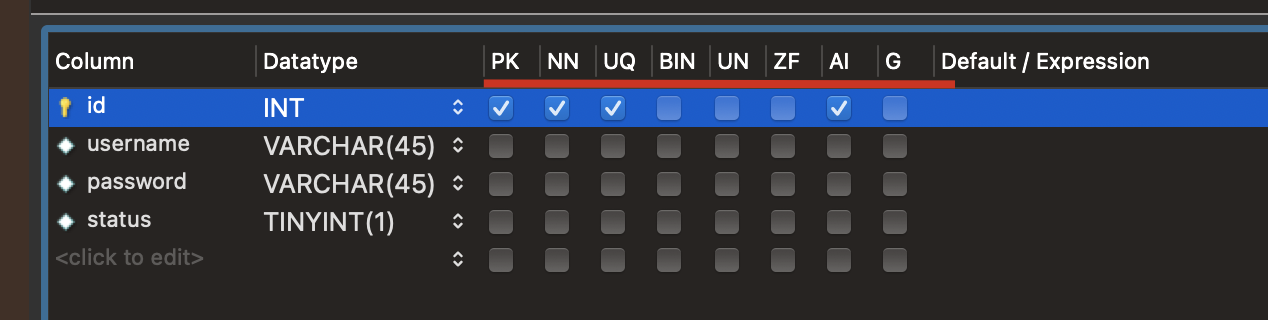 Column Datatype PK NN UQ BIN UN ZF AI G Default / Expression
id INT
username VARCHAR(45)
password VARCHAR(45)
status TINYINT(1)
<click to edit>